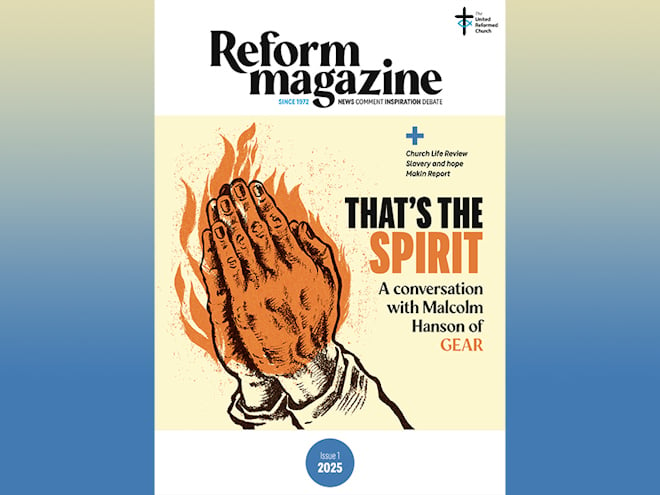 The
United
Reformed
Church
Reform
magazine
SINCE 1972 NEWS COMMENT INSPIRATION DEBATE
+
Church Life Review
Slavery and hope
Makin Report
THAT'S THE
SPIRIT
A conversation
with Malcolm
Hanson of
GEAR
Issue 1
2025